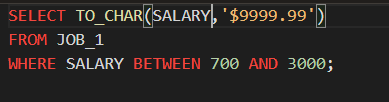 SELECT TO_CHAR(SALARY,'$9999.99')
FROM JOB_1
WHERE SALARY BETWEEN 700 AND 3000;